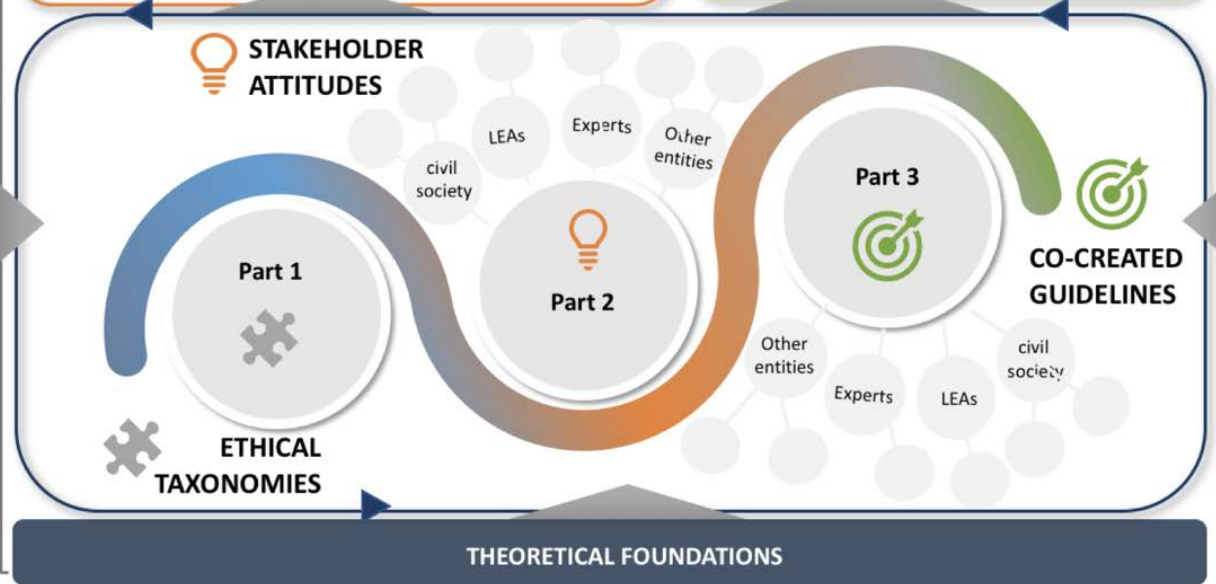 STAKEHOLDER
ATTITUDES
LEAs
Experts
Other
entities
civil
society
Part 1
Part 2
Part 3
CO-CREATED
GUIDELINES
Other
entities
Experts
LEAs
civil
society
ETHICAL
TAXONOMIES
THEORETICAL FOUNDATIONS